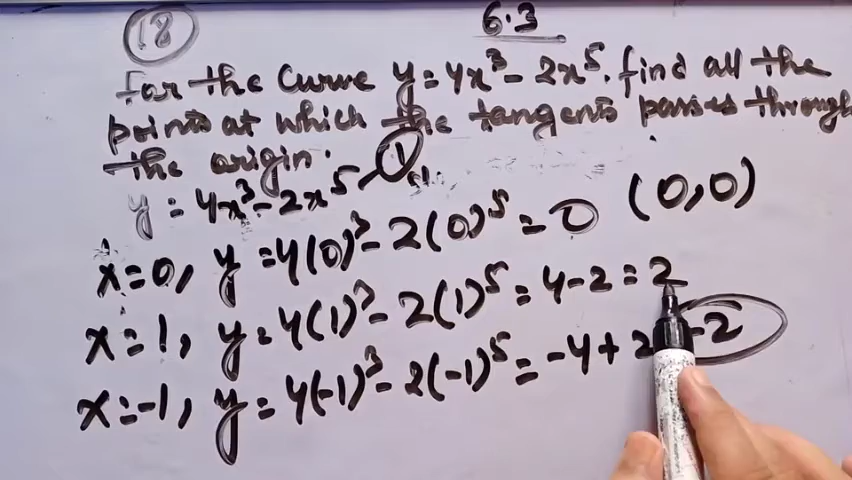 18
6.3
For the Curve y = 4x³ - 2x⁵. find all the
points at which the tangents passes through
the origin.
y = 4x³ - 2x⁵ - 1
x = 0, y = 4(0)³ - 2(0)⁵ = 0 (0,0)
x = 1, y = 4(1)³ - 2(1)⁵ = 4 - 2 = 2
x = -1, y = 4(-1)³ - 2(-1)⁵ = -4 + 2 -2